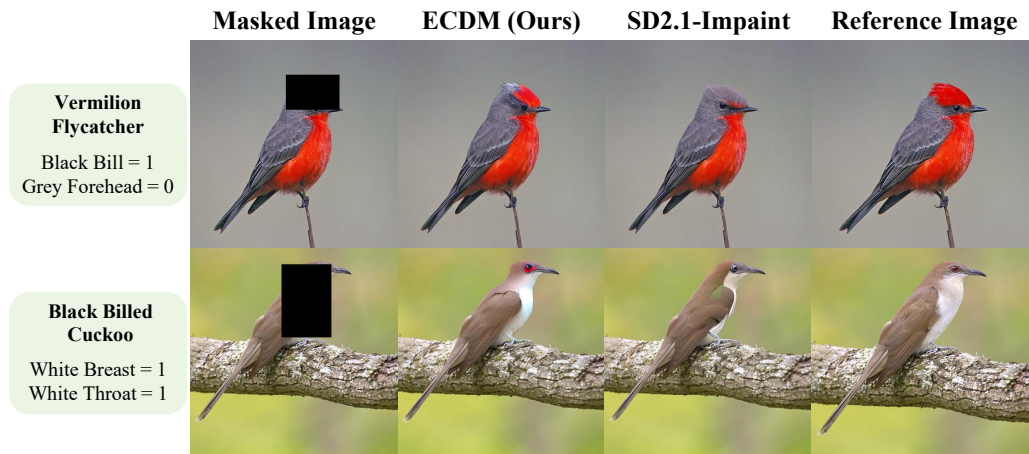 Masked Image
ECDM (Ours)
SD2.1-Impaint
Reference Image
Vermilion
Flycatcher
Black Bill = 1
Grey Forehead = 0
Black Billed
Cuckoo
White Breast = 1
White Throat = 1